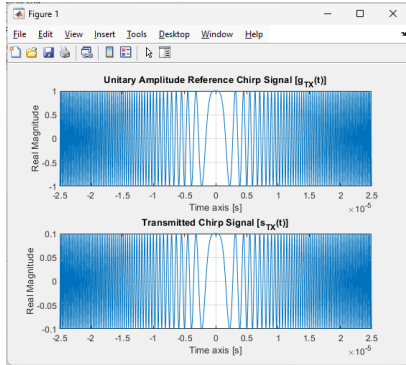 Figure 1
File Edit View Insert Tools Desktop Window Help
Unitary Amplitude Reference Chirp Signal [g_TX(t)]
1
0.5
0
-0.5
-1
Real Magnitude
-2.5 -2 -1.5 -1 -0.5 0 0.5 1 1.5 2 2.5
Time axis [s]
×10^-5
Transmitted Chirp Signal [s_TX(t)]
0.1
0.05
0
-0.05
-0.1
Real Magnitude
-2.5 -2 -1.5 -1 -0.5 0 0.5 1 1.5 2 2.5
Time axis [s]
×10^-5